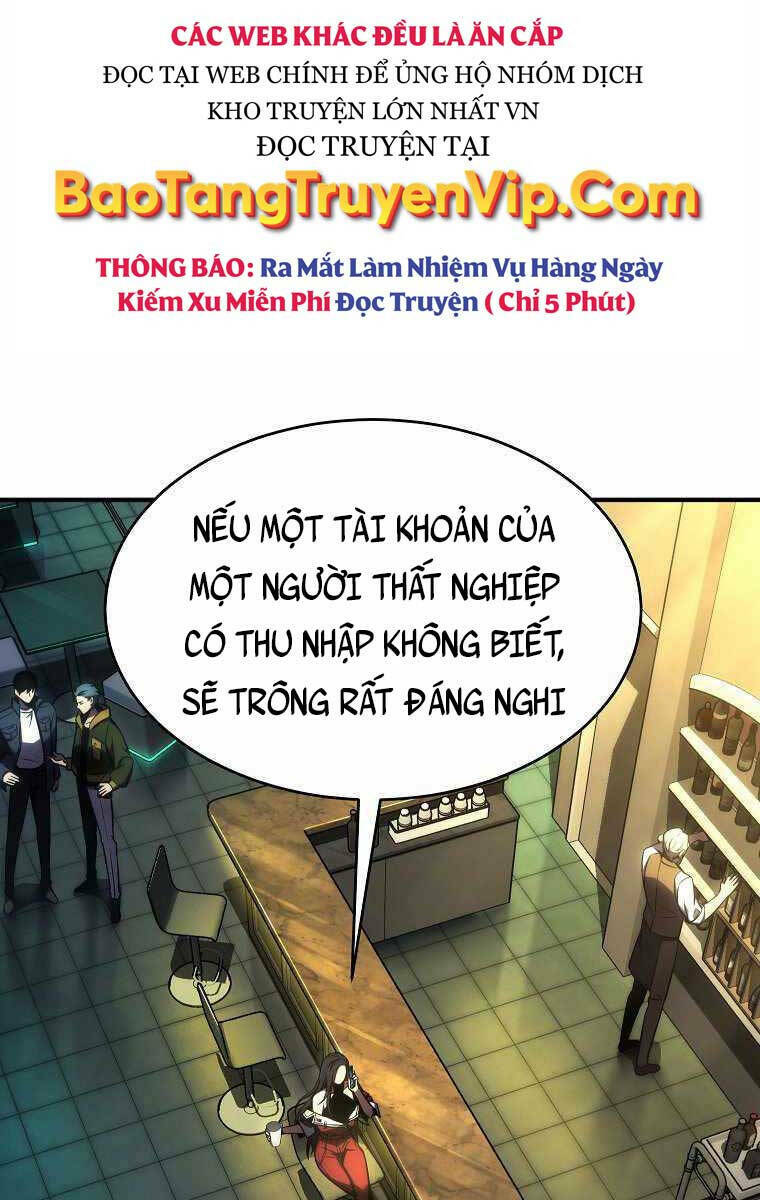 CÁC WEB KHÁC ĐỀU LÀ ĂN CẮP
ĐỌC TẠI WEB CHÍNH ĐỂ ỦNG HỘ NHÓM DỊCH
KHO TRUYỆN LỚN NHẤT VN
ĐỌC TRUYỆN TẠI
BaoTangTruyenVip.Com
THÔNG BÁO: Ra Mắt Làm Nhiệm Vụ Hàng Ngày
Kiếm Xu Miễn Phí Đọc Truyện ( Chỉ 5 Phút)
NẾU MỘT TÀI KHOẢN CỦA
MỘT NGƯỜI THẤT NGHIỆP
CÓ THU NHẬP KHÔNG BIẾT,
SẼ TRÔNG RẤT ĐÁNG NGHI